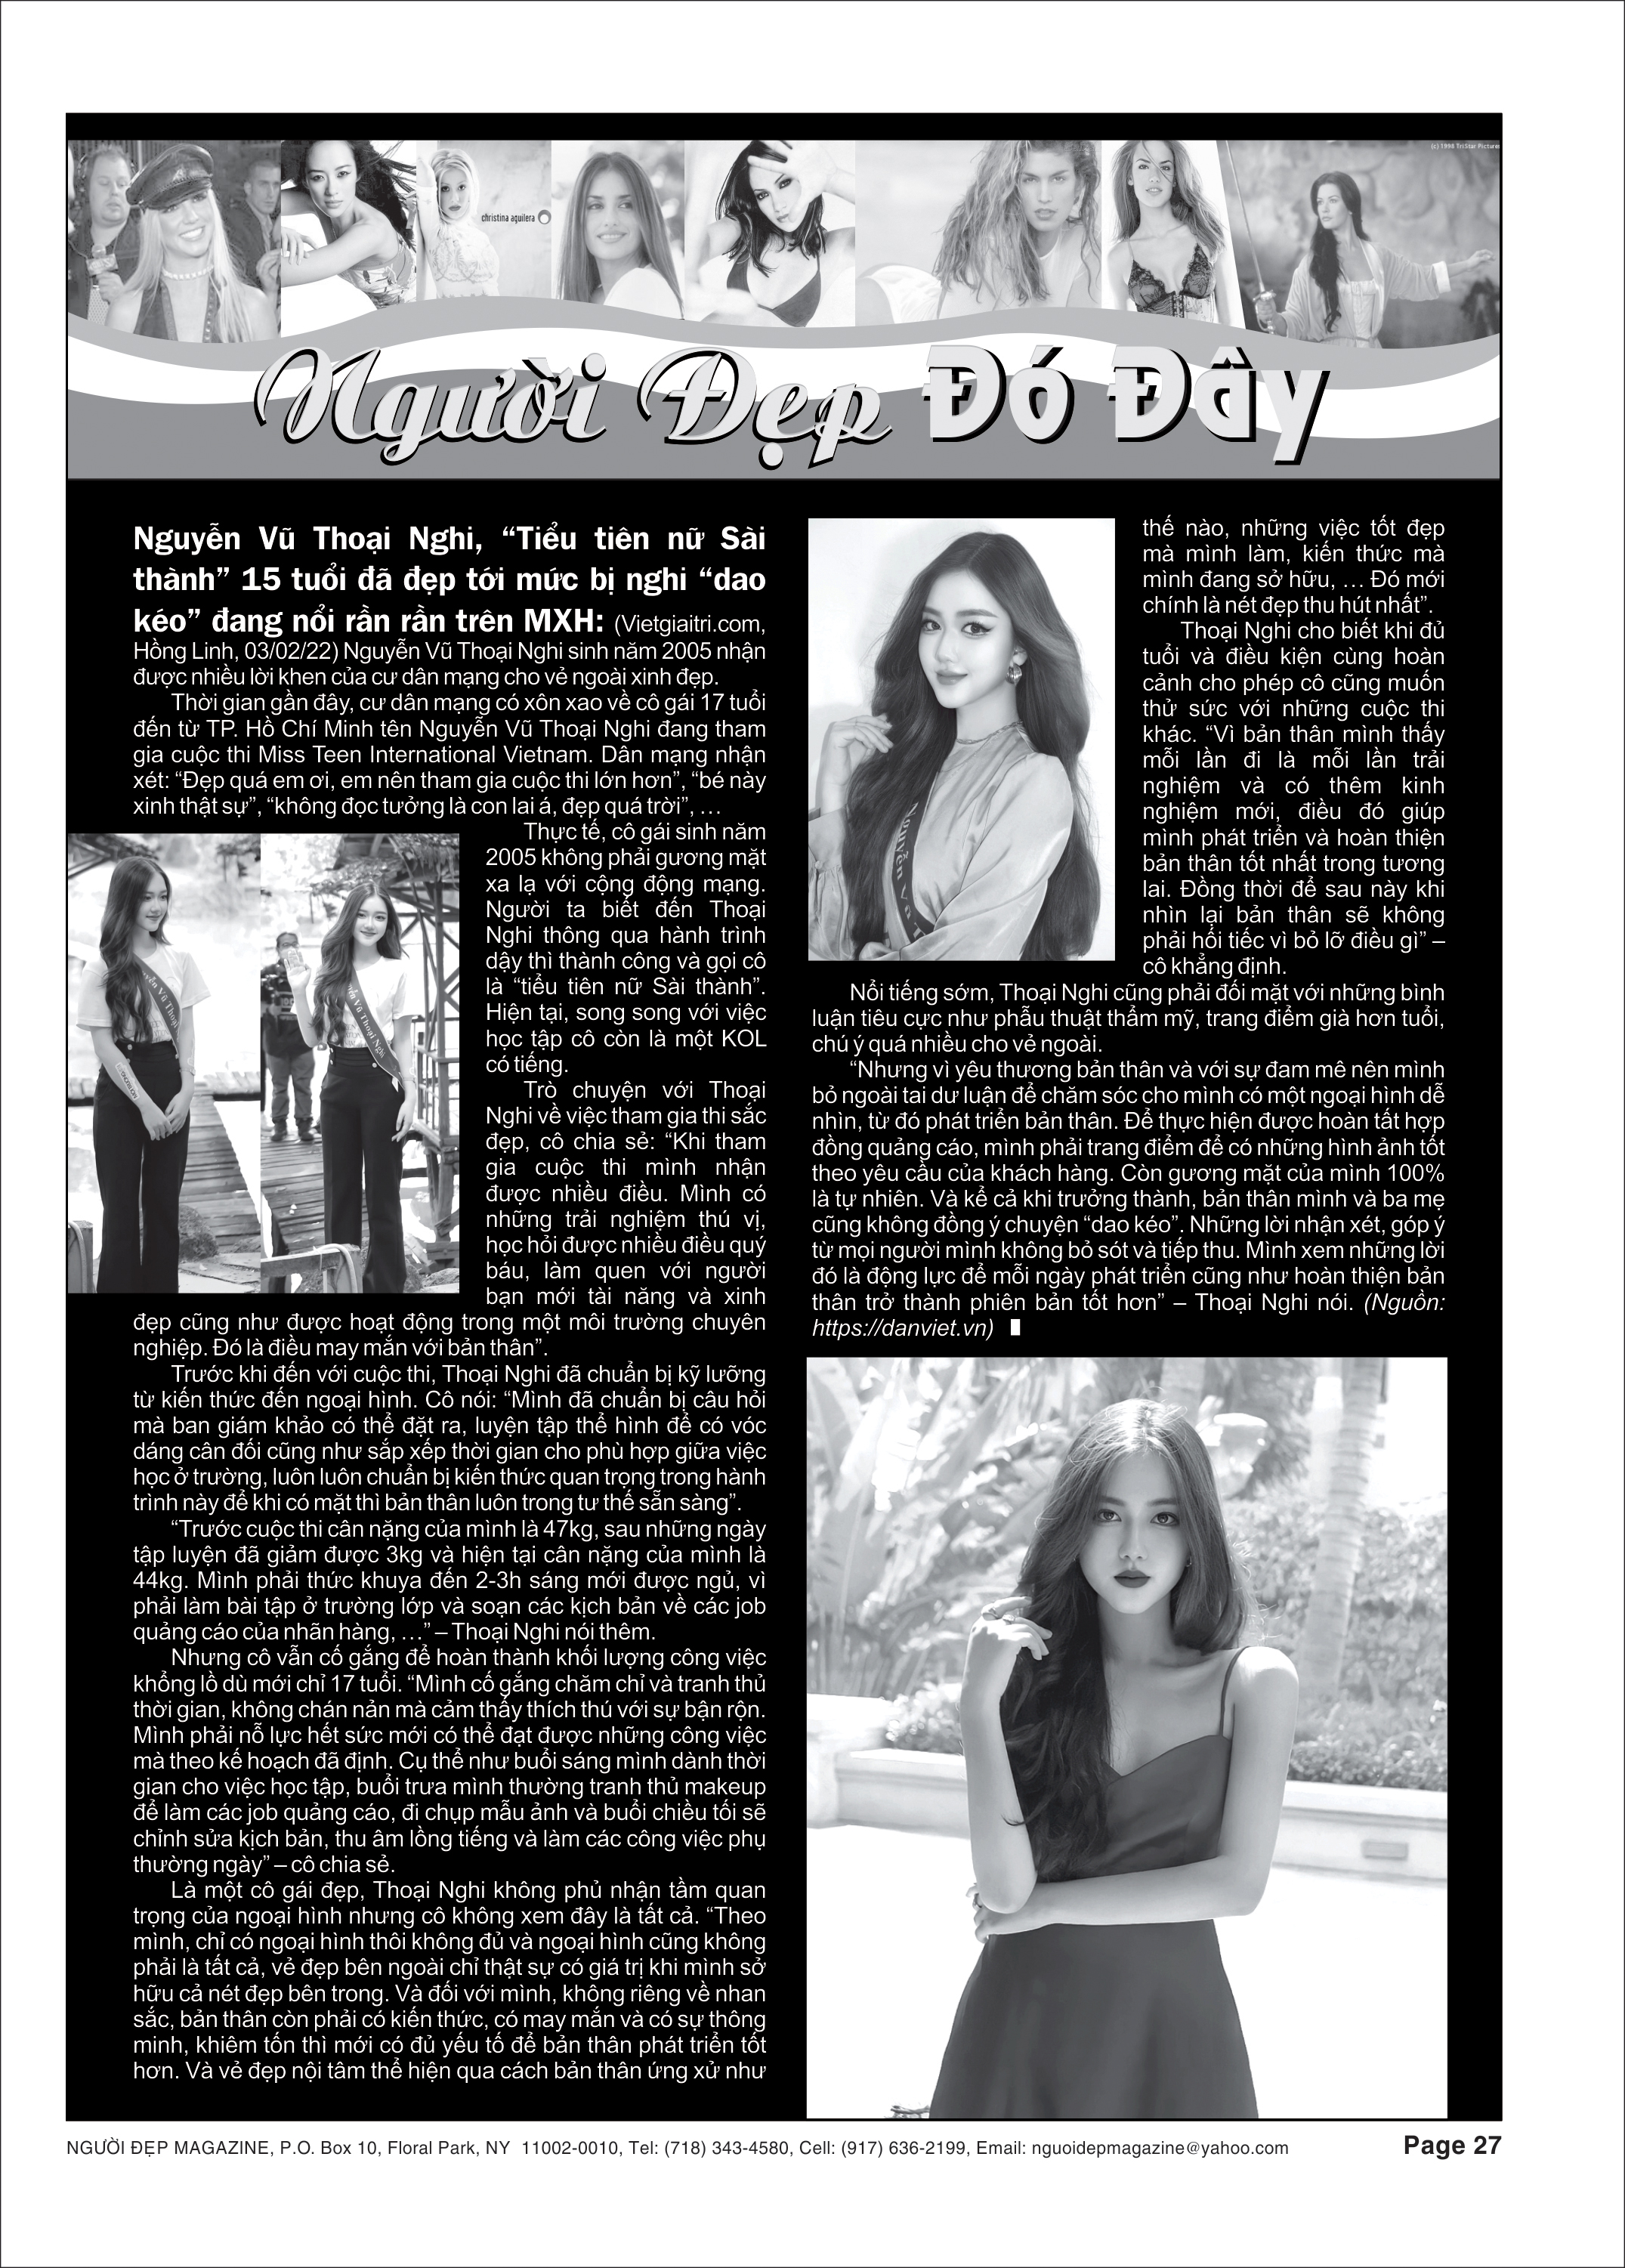 (c) 1998 TriStar Pictures
christina aguilera
Người Đẹp Đó Đây
Nguyễn Vũ Thoại Nghi, “Tiểu tiên nữ Sài
thành” 15 tuổi đã đẹp tới mức bị nghi “dao
kéo” đang nổi rần rần trên MXH: (Vietgiaitri.com,
Hồng Linh, 03/02/22) Nguyễn Vũ Thoại Nghi sinh năm 2005 nhận
được nhiều lời khen của cư dân mạng cho vẻ ngoài xinh đẹp.
Thời gian gần đây, cư dân mạng có xôn xao về cô gái 17 tuổi
đến từ TP. Hồ Chí Minh tên Nguyễn Vũ Thoại Nghi đang tham
gia cuộc thi Miss Teen International Vietnam. Dân mạng nhận
xét: “Đẹp quá em ơi, em nên tham gia cuộc thi lớn hơn”, “bé này
xinh thật sự”, “không đọc tưởng là con lai á, đẹp quá trời”, …
Thực tế, cô gái sinh năm
2005 không phải gương mặt
xa lạ với cộng động mạng.
Người ta biết đến Thoại
Nghi thông qua hành trình
dậy thì thành công và gọi cô
là “tiểu tiên nữ Sài thành”.
Hiện tại, song song với việc
học tập cô còn là một KOL
có tiếng.
Trò chuyện với Thoại
Nghi về việc tham gia thi sắc
đẹp, cô chia sẻ: “Khi tham
gia cuộc thi mình nhận
được nhiều điều. Mình có
những trải nghiệm thú vị,
học hỏi được nhiều điều quý
báu, làm quen với người
bạn mới tài năng và xinh
đẹp cũng như được hoạt động trong một môi trường chuyên
nghiệp. Đó là điều may mắn với bản thân”.
Trước khi đến với cuộc thi, Thoại Nghi đã chuẩn bị kỹ lưỡng
từ kiến thức đến ngoại hình. Cô nói: “Mình đã chuẩn bị câu hỏi
mà ban giám khảo có thể đặt ra, luyện tập thể hình để có vóc
dáng cân đối cũng như sắp xếp thời gian cho phù hợp giữa việc
học ở trường, luôn luôn chuẩn bị kiến thức quan trọng trong hành
trình này để khi có mặt thì bản thân luôn trong tư thế sẵn sàng”.
“Trước cuộc thi cân nặng của mình là 47kg, sau những ngày
tập luyện đã giảm được 3kg và hiện tại cân nặng của mình là
44kg. Mình phải thức khuya đến 2-3h sáng mới được ngủ, vì
phải làm bài tập ở trường lớp và soạn các kịch bản về các job
quảng cáo của nhãn hàng, …” – Thoại Nghi nói thêm.
Nhưng cô vẫn cố gắng để hoàn thành khối lượng công việc
khổng lồ dù mới chỉ 17 tuổi. “Mình cố gắng chăm chỉ và tranh thủ
thời gian, không chán nản mà cảm thấy thích thú với sự bận rộn.
Mình phải nỗ lực hết sức mới có thể đạt được những công việc
mà theo kế hoạch đã định. Cụ thể như buổi sáng mình dành thời
gian cho việc học tập, buổi trưa mình thường tranh thủ makeup
để làm các job quảng cáo, đi chụp mẫu ảnh và buổi chiều tối sẽ
chỉnh sửa kịch bản, thu âm lồng tiếng và làm các công việc phụ
thường ngày” – cô chia sẻ.
Là một cô gái đẹp, Thoại Nghi không phủ nhận tầm quan
trọng của ngoại hình nhưng cô không xem đây là tất cả. “Theo
mình, chỉ có ngoại hình thôi không đủ và ngoại hình cũng không
phải là tất cả, vẻ đẹp bên ngoài chỉ thật sự có giá trị khi mình sở
hữu cả nét đẹp bên trong. Và đối với mình, không riêng về nhan
sắc, bản thân còn phải có kiến thức, có may mắn và có sự thông
minh, khiêm tốn thì mới có đủ yếu tố để bản thân phát triển tốt
hơn. Và vẻ đẹp nội tâm thể hiện qua cách bản thân ứng xử như
thế nào, những việc tốt đẹp
mà mình làm, kiến thức mà
mình đang sở hữu, … Đó mới
chính là nét đẹp thu hút nhất”.
Thoại Nghi cho biết khi đủ
tuổi và điều kiện cùng hoàn
cảnh cho phép cô cũng muốn
thử sức với những cuộc thi
khác. “Vì bản thân mình thấy
mỗi lần đi là mỗi lần trải
nghiệm và có thêm kinh
nghiệm mới, điều đó giúp
mình phát triển và hoàn thiện
bản thân tốt nhất trong tương
lai. Đồng thời để sau này khi
nhìn lại bản thân sẽ không
phải hối tiếc vì bỏ lỡ điều gì” –
cô khẳng định.
Nổi tiếng sớm, Thoại Nghi cũng phải đối mặt với những bình
luận tiêu cực như phẫu thuật thẩm mỹ, trang điểm già hơn tuổi,
chú ý quá nhiều cho vẻ ngoài.
“Nhưng vì yêu thương bản thân và với sự đam mê nên mình
bỏ ngoài tai dư luận để chăm sóc cho mình có một ngoại hình dễ
nhìn, từ đó phát triển bản thân. Để thực hiện được hoàn tất hợp
đồng quảng cáo, mình phải trang điểm để có những hình ảnh tốt
theo yêu cầu của khách hàng. Còn gương mặt của mình 100%
là tự nhiên. Và kể cả khi trưởng thành, bản thân mình và ba mẹ
cũng không đồng ý chuyện “dao kéo”. Những lời nhận xét, góp ý
từ mọi người mình không bỏ sót và tiếp thu. Mình xem những lời
đó là động lực để mỗi ngày phát triển cũng như hoàn thiện bản
thân trở thành phiên bản tốt hơn” – Thoại Nghi nói. (Nguồn:
https://danviet.vn)
NGƯỜI ĐẸP MAGAZINE, P.O. Box 10, Floral Park, NY 11002-0010, Tel: (718) 343-4580, Cell: (917) 636-2199, Email: nguoidepmagazine@yahoo.com
Page 27